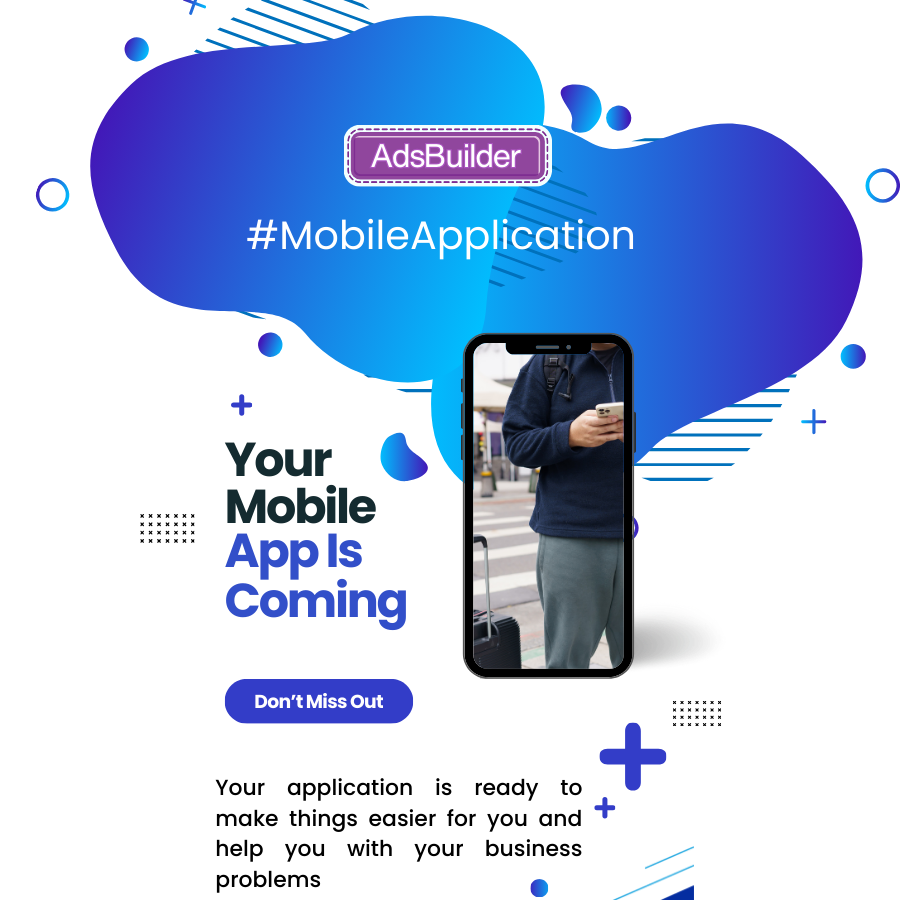 AdsBuilder
#MobileApplication
Your
Mobile
App Is
Coming
Don’t Miss Out
Your application is ready to
make things easier for you and
help you with your business
problems